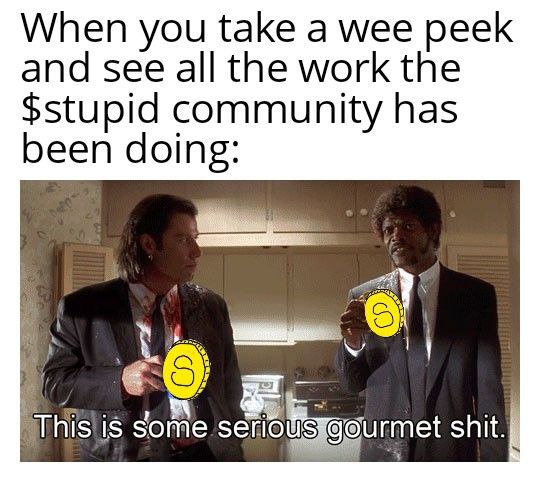 When you take a wee peek
and see all the work the
$stupid community has
been doing:
S
S
This is some serious gourmet shit.